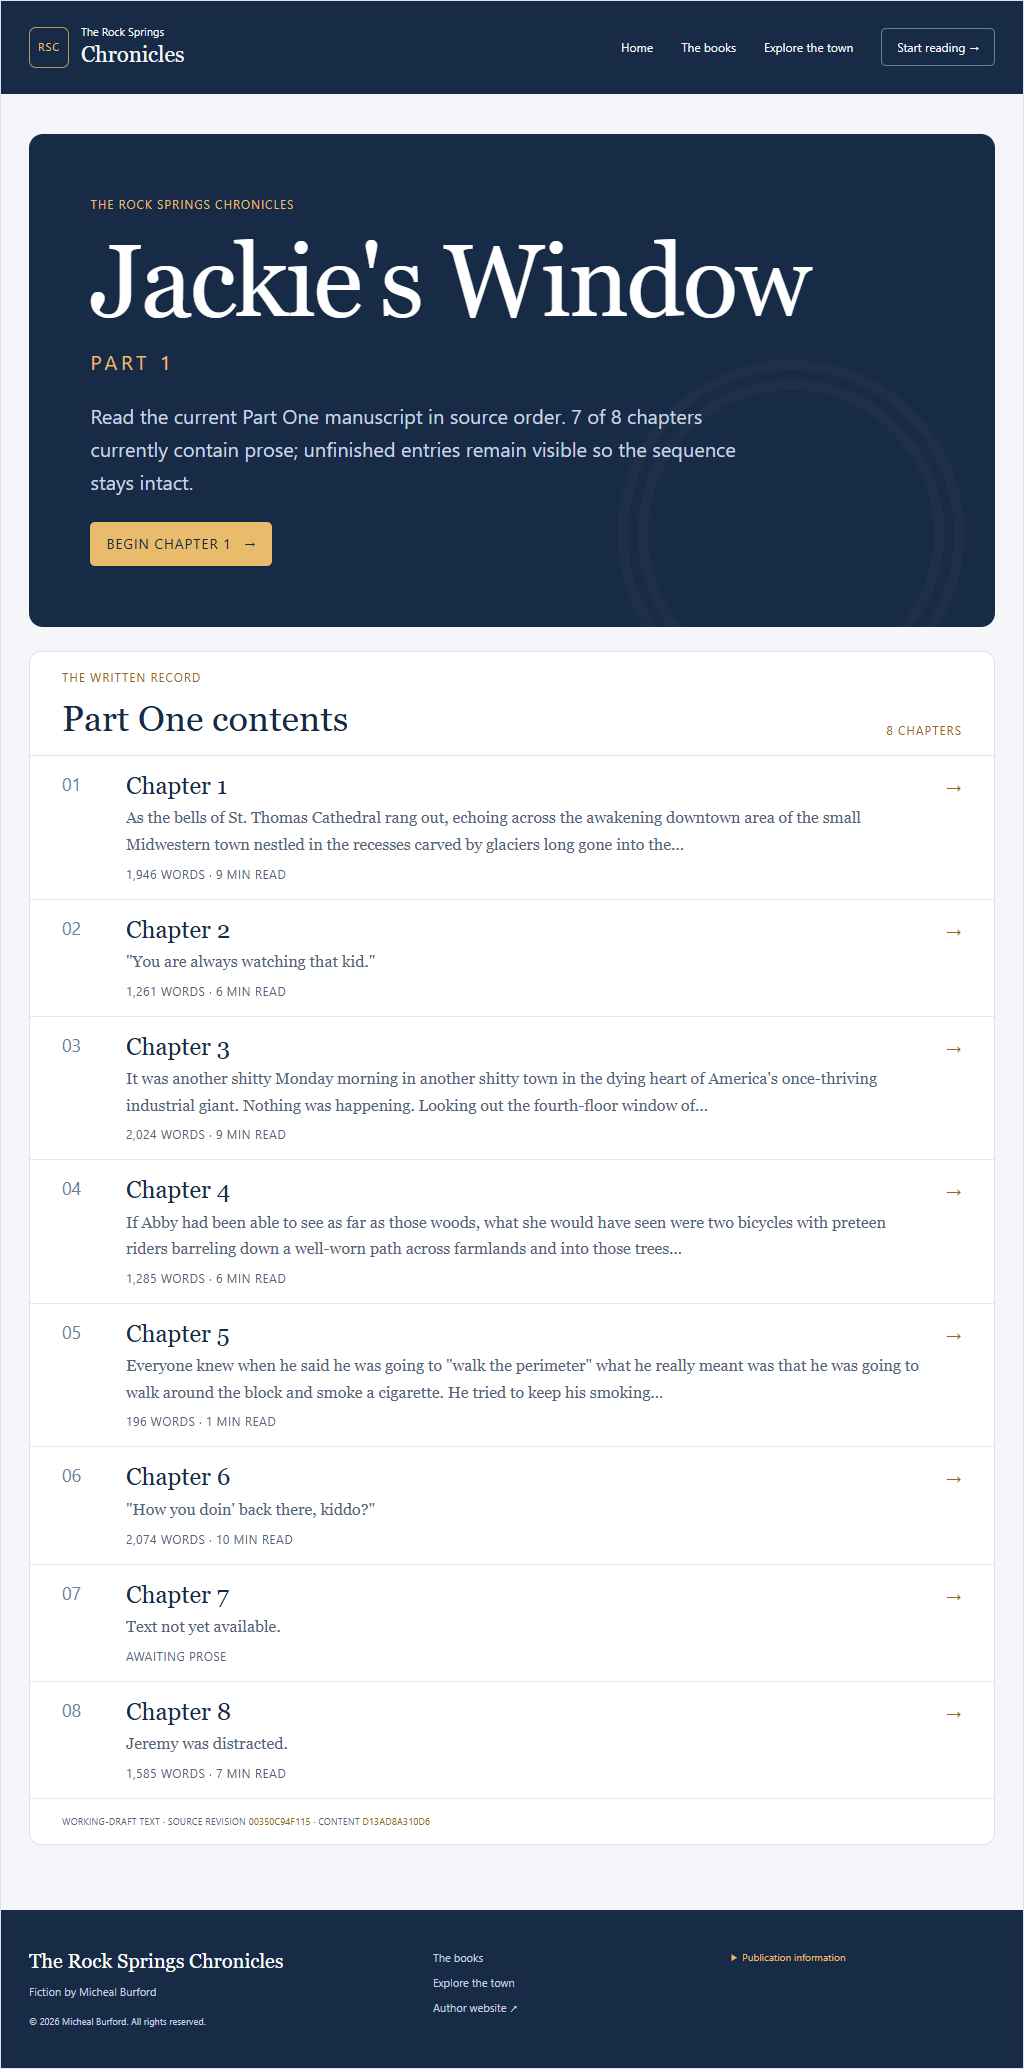 RSC
The Rock Springs
Chronicles
Home
The books
Explore the town
Start reading →
THE ROCK SPRINGS CHRONICLES
Jackie's Window
PART 1
Read the current Part One manuscript in source order. 7 of 8 chapters
currently contain prose; unfinished entries remain visible so the sequence
stays intact.
BEGIN CHAPTER 1 →
THE WRITTEN RECORD
Part One contents
8 CHAPTERS
01
Chapter 1
→
As the bells of St. Thomas Cathedral rang out, echoing across the awakening downtown area of the small
Midwestern town nestled in the recesses carved by glaciers long gone into the...
1,946 WORDS · 9 MIN READ
02
Chapter 2
→
"You are always watching that kid."
1,261 WORDS · 6 MIN READ
03
Chapter 3
→
It was another shitty Monday morning in another shitty town in the dying heart of America's once-thriving
industrial giant. Nothing was happening. Looking out the fourth-floor window of...
2,024 WORDS · 9 MIN READ
04
Chapter 4
→
If Abby had been able to see as far as those woods, what she would have seen were two bicycles with preteen
riders barreling down a well-worn path across farmlands and into those trees...
1,285 WORDS · 6 MIN READ
05
Chapter 5
→
Everyone knew when he said he was going to "walk the perimeter" what he really meant was that he was going to
walk around the block and smoke a cigarette. He tried to keep his smoking...
196 WORDS · 1 MIN READ
06
Chapter 6
→
"How you doin' back there, kiddo?"
2,074 WORDS · 10 MIN READ
07
Chapter 7
→
Text not yet available.
AWAITING PROSE
08
Chapter 8
→
Jeremy was distracted.
1,585 WORDS · 7 MIN READ
WORKING-DRAFT TEXT · SOURCE REVISION 00350C94F115 · CONTENT D13AD8A310D6
The Rock Springs Chronicles
Fiction by Micheal Burford
© 2026 Micheal Burford. All rights reserved.
The books
Explore the town
Author website ↗
▶ Publication information